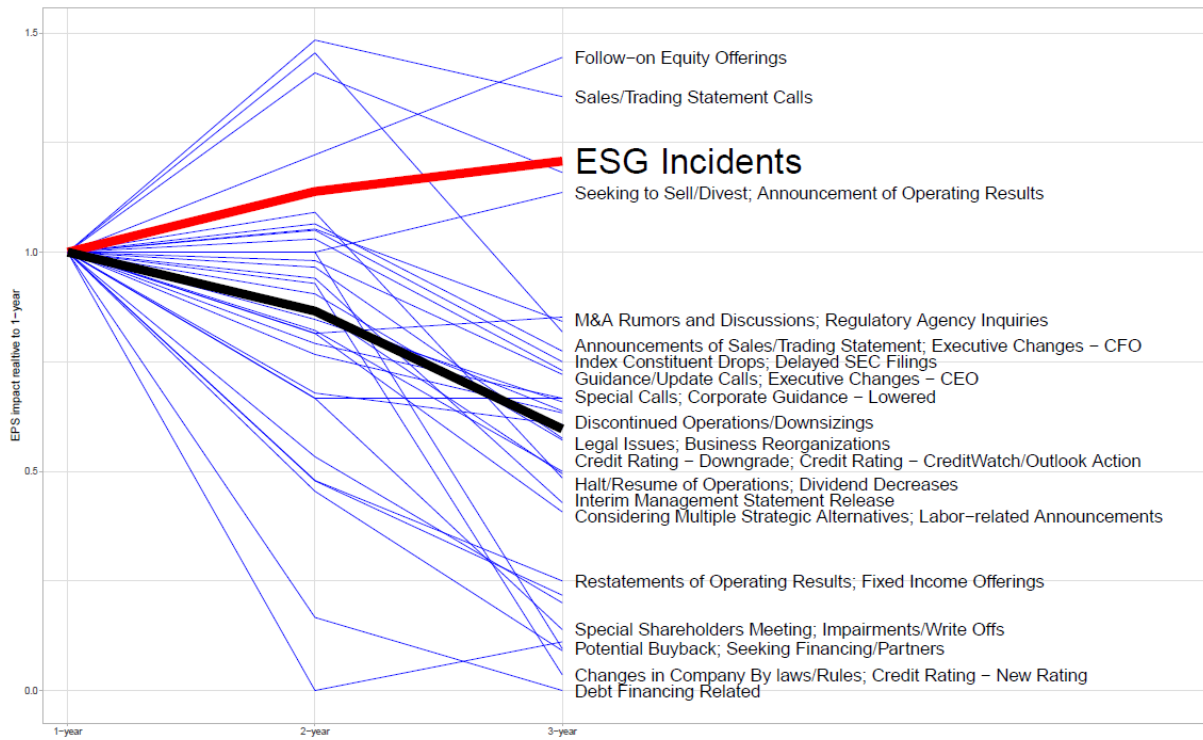 1.5
1.0
0.5
0.0
EPS impact realtive to 1−year
1−year
2−year
3−year
Follow−on Equity Offerings
Sales/Trading Statement Calls
ESG Incidents
Seeking to Sell/Divest; Announcement of Operating Results
M&A Rumors and Discussions; Regulatory Agency Inquiries
Announcements of Sales/Trading Statement; Executive Changes − CFO
Index Constituent Drops; Delayed SEC Filings
Guidance/Update Calls; Executive Changes − CEO
Special Calls; Corporate Guidance − Lowered
Discontinued Operations/Downsizings
Legal Issues; Business Reorganizations
Credit Rating − Downgrade; Credit Rating − CreditWatch/Outlook Action
Halt/Resume of Operations; Dividend Decreases
Interim Management Statement Release
Considering Multiple Strategic Alternatives; Labor−related Announcements
Restatements of Operating Results; Fixed Income Offerings
Special Shareholders Meeting; Impairments/Write Offs
Potential Buyback; Seeking Financing/Partners
Changes in Company By laws/Rules; Credit Rating − New Rating
Debt Financing Related